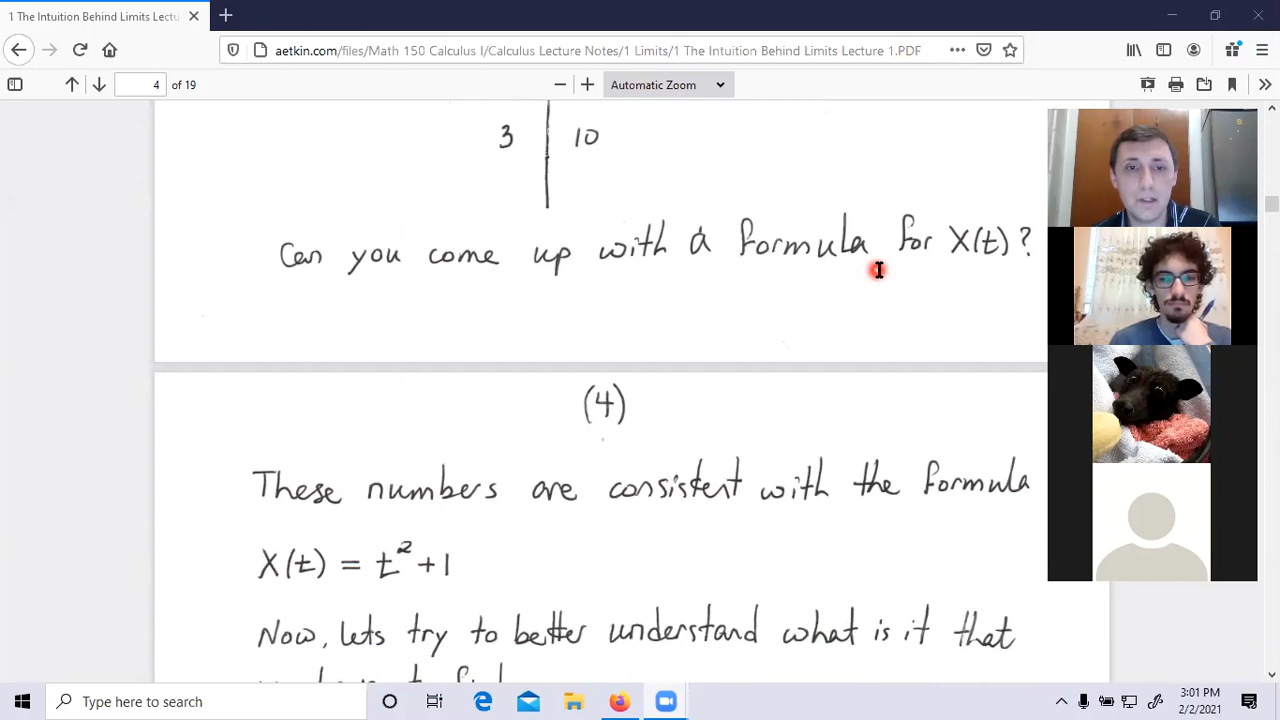 1 The Intuition Behind Limits Lectu
aetkin.com/files/Math 150 Calculus I/Calculus Lecture Notes/1 Limits/1 The Intuition Behind Limits Lecture 1.PDF
4 of 19
Automatic Zoom
3 10
Can you come up with a formula for X(t)?
(4)
These numbers are consistent with the formula
X(t) = t²+1
Now, lets try to better understand what is it that
Type here to search
3:01 PM
2/2/2021